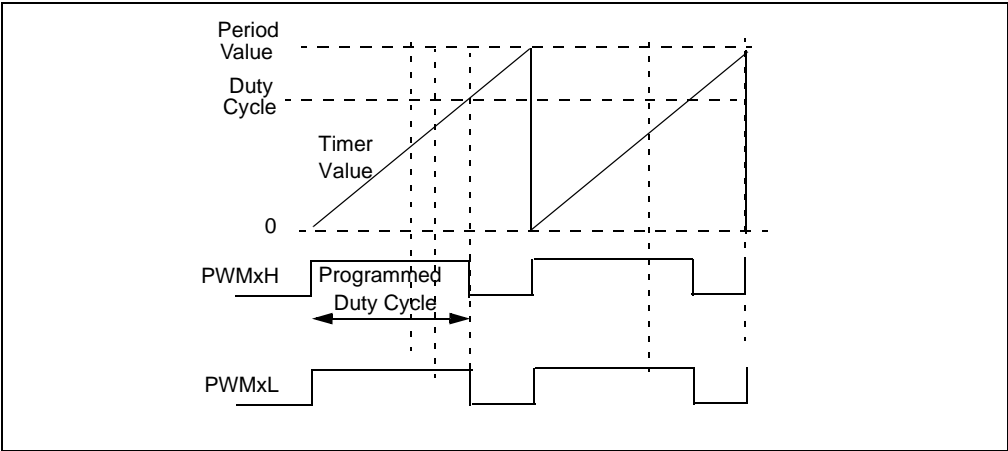 Period
Value
Duty
Cycle
Timer
Value
0
PWMxH
Programmed
Duty Cycle
PWMxL